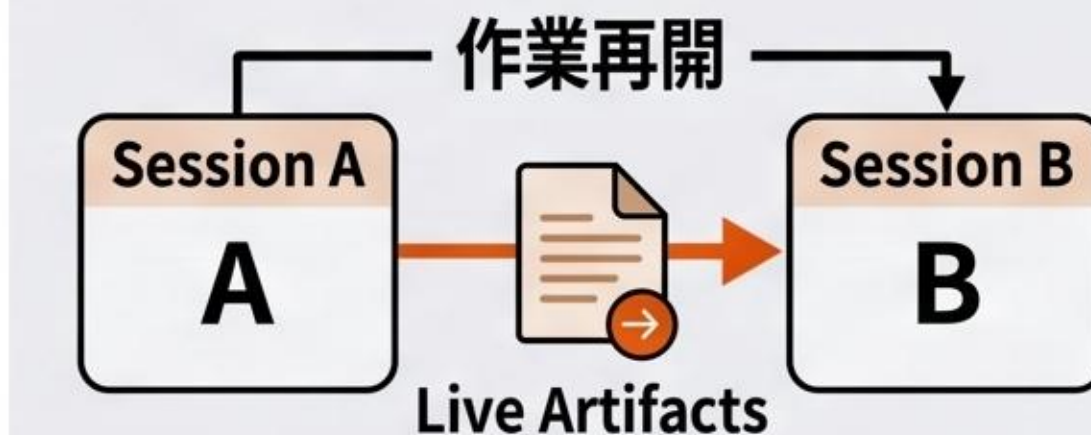 作業再開
Session A
A
Session B
B
Live Artifacts